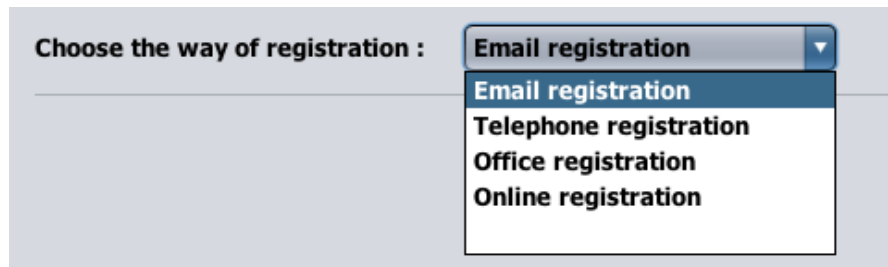 Choose the way of registration : Email registration
Email registration
Telephone registration
Office registration
Online registration